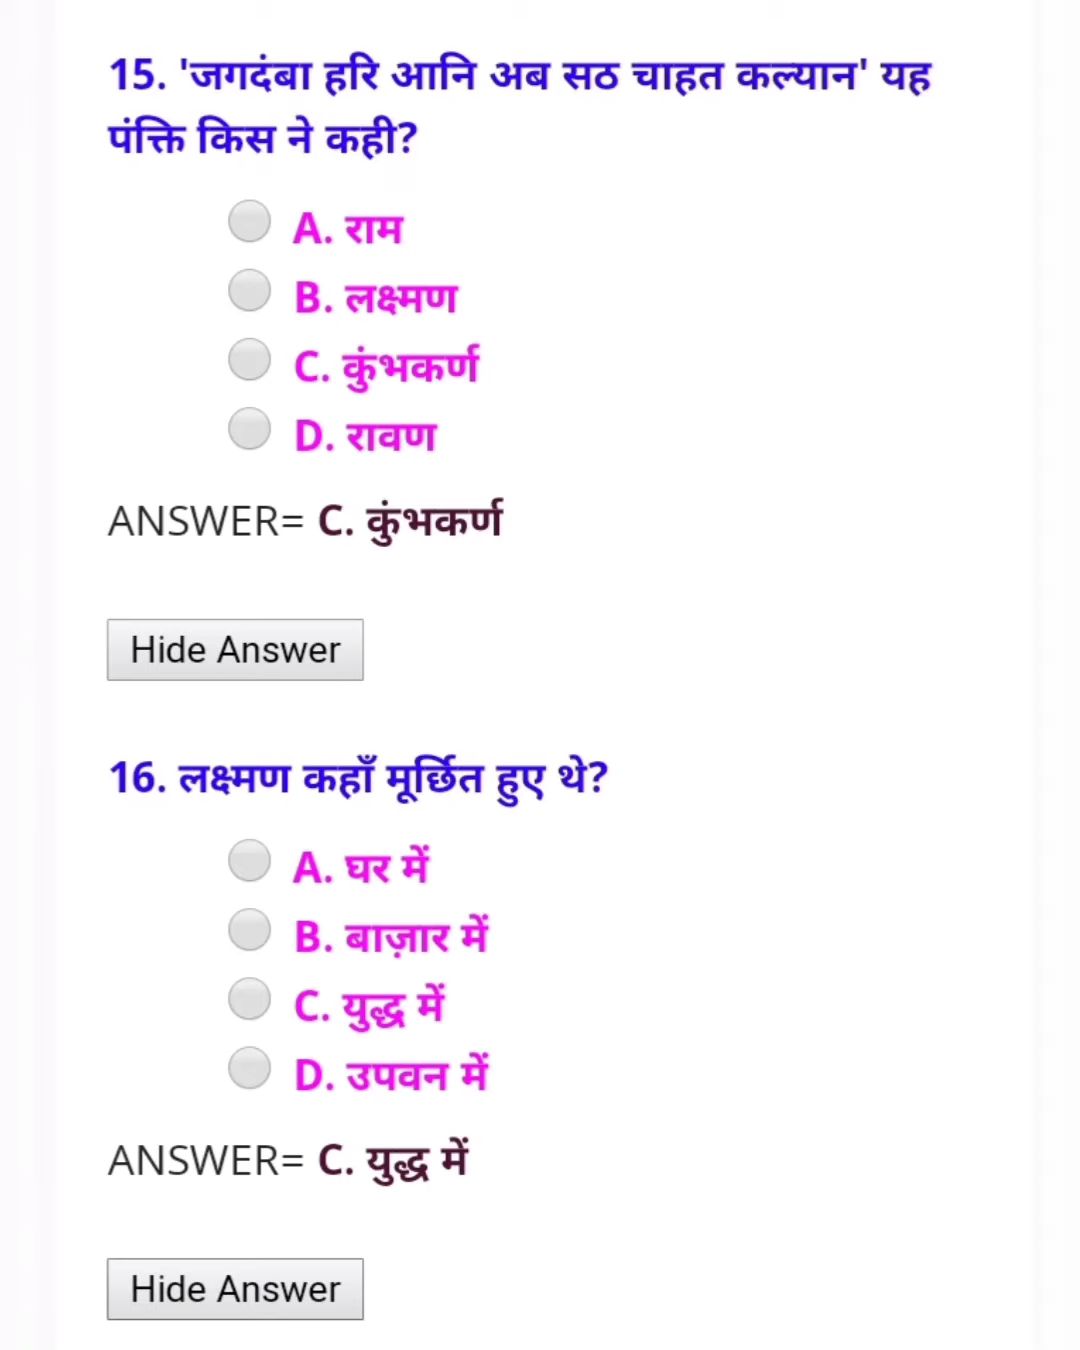 15. 'जगदंबा हरि आनि अब सठ चाहत कल्यान' यह
पंक्ति किस ने कही?
A. राम
B. लक्ष्मण
C. कुंभकर्ण
D. रावण
ANSWER= C. कुंभकर्ण
Hide Answer
16. लक्ष्मण कहाँ मूर्छित हुए थे?
A. घर में
B. बाज़ार में
C. युद्ध में
D. उपवन में
ANSWER= C. युद्ध में
Hide Answer